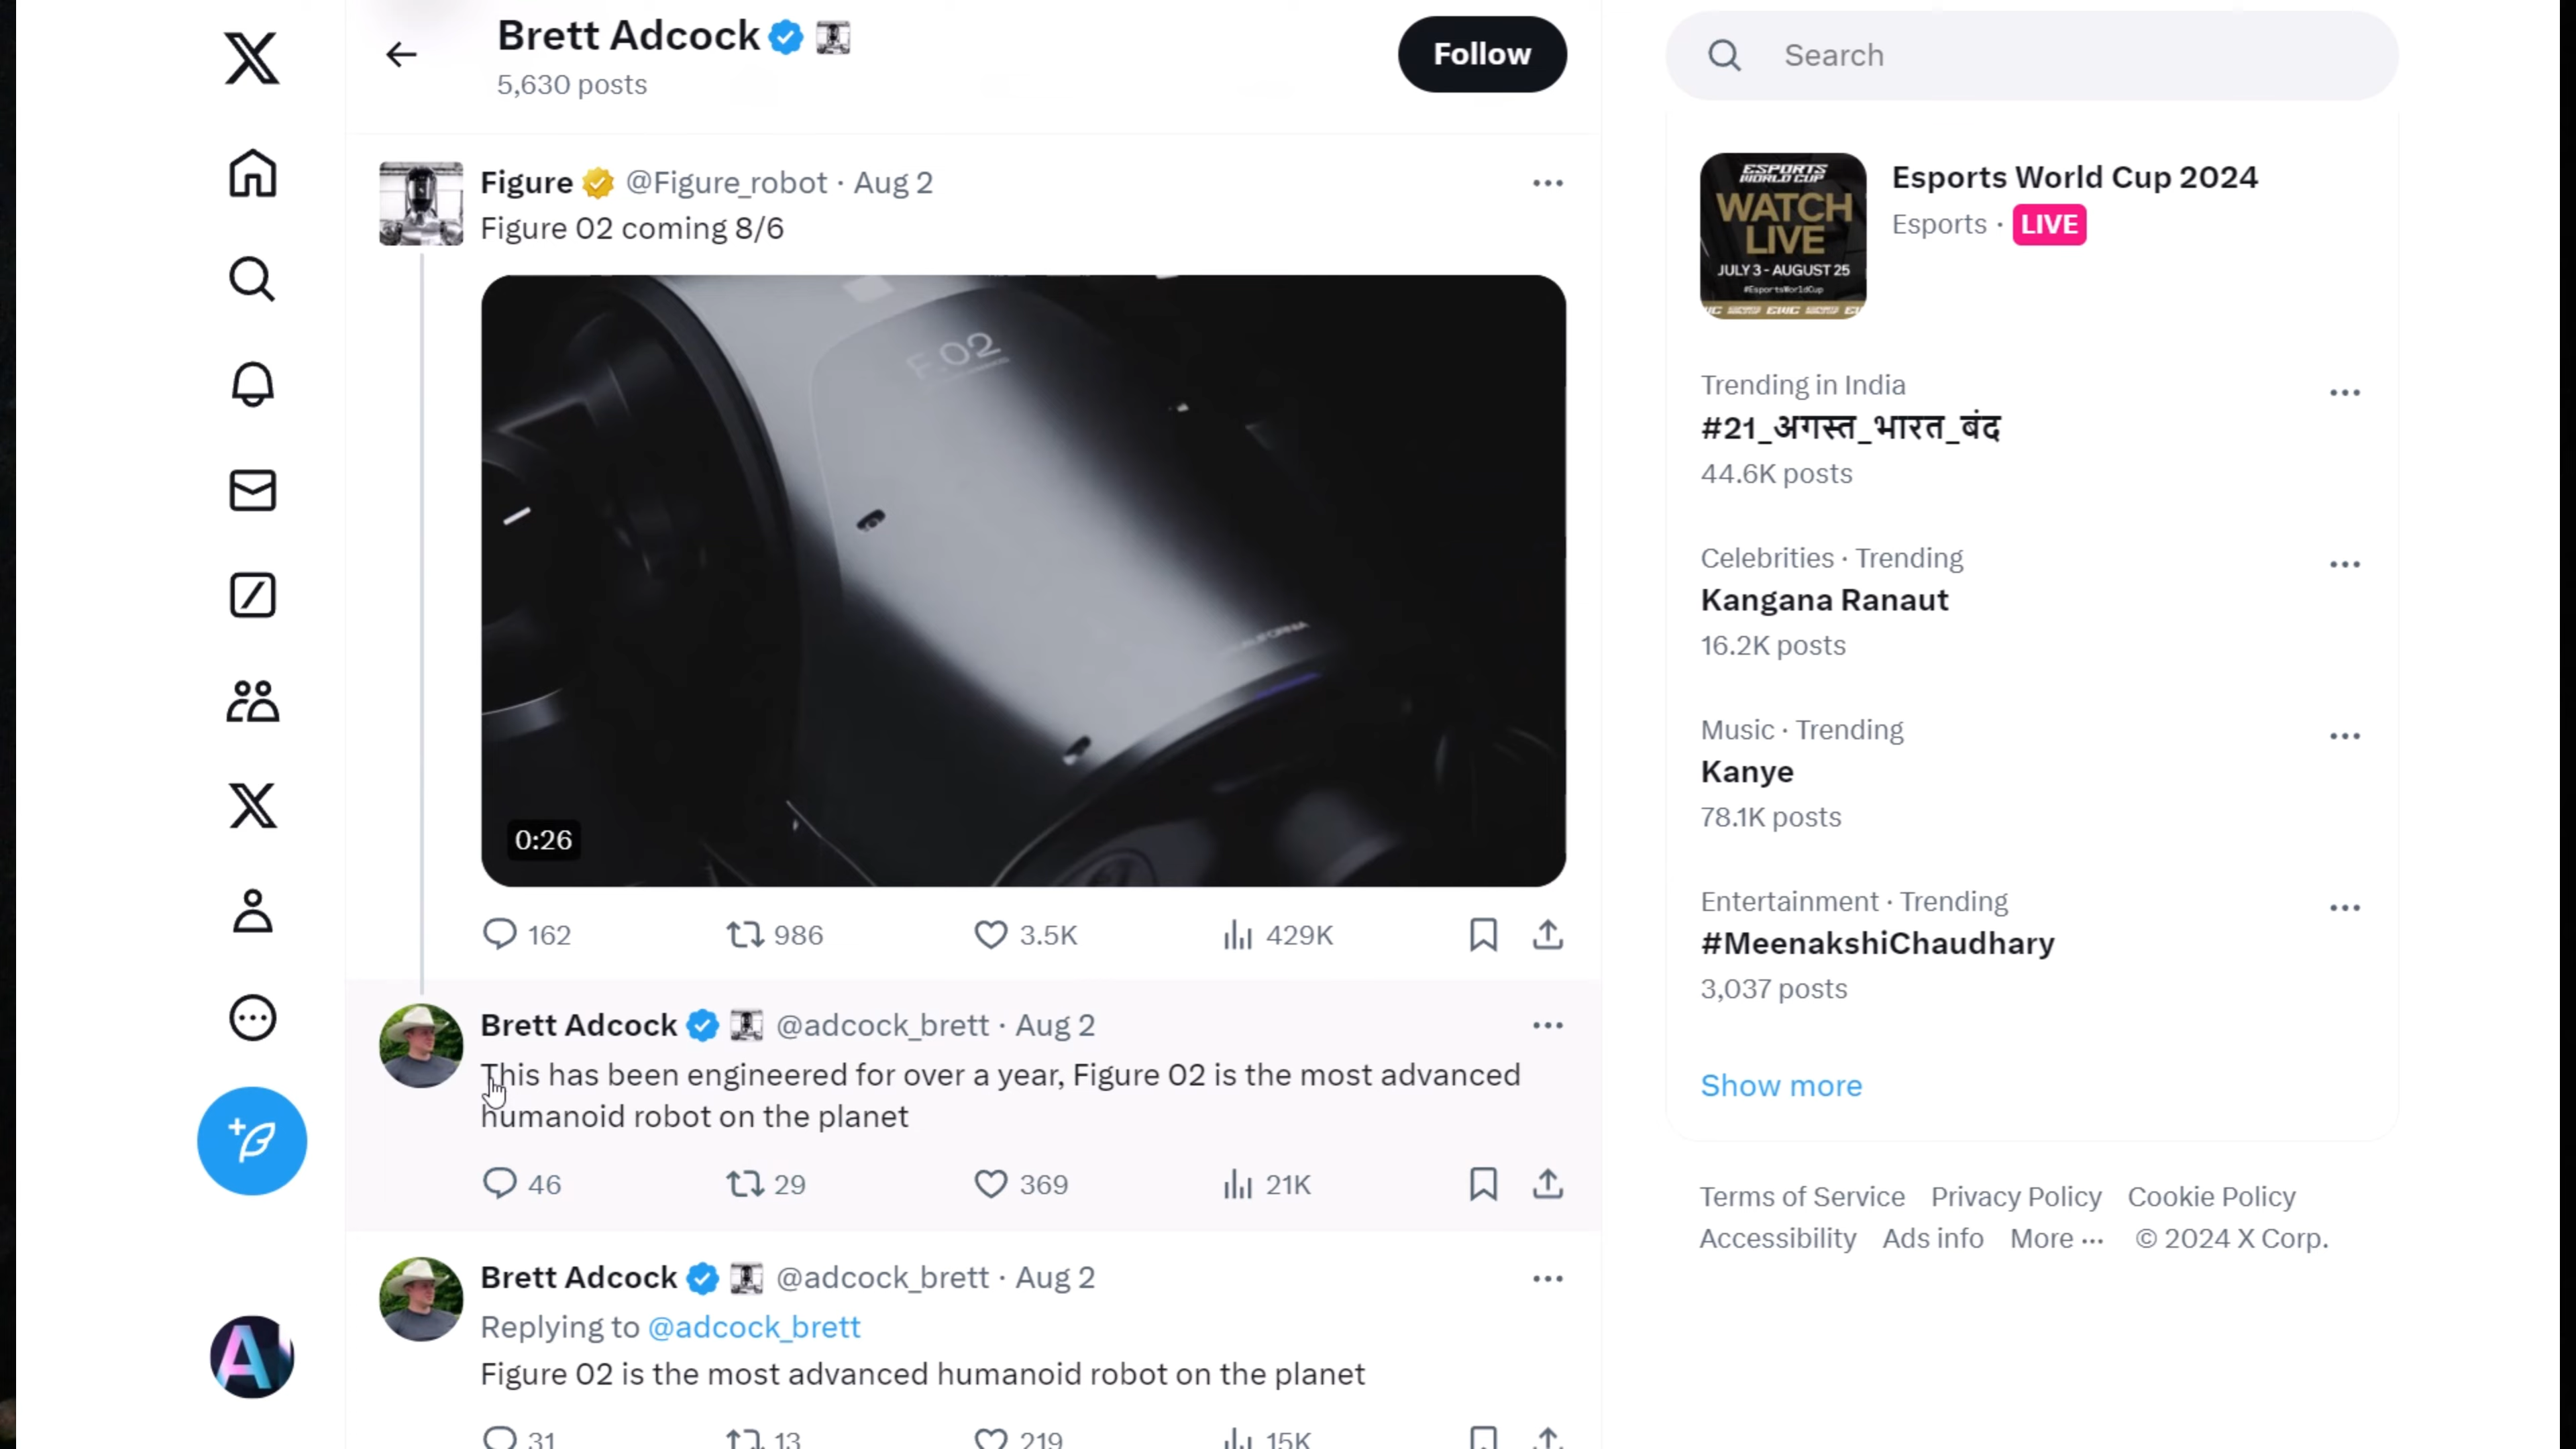 Brett Adcock
5,630 posts
Follow
Search
Figure @Figure_robot · Aug 2
Figure 02 coming 8/6
F.02
CALIFORNIA
0:26
162 986 3.5K 429K
Brett Adcock @adcock_brett · Aug 2
This has been engineered for over a year, Figure 02 is the most advanced
humanoid robot on the planet
46 29 369 21K
Brett Adcock @adcock_brett · Aug 2
Replying to @adcock_brett
Figure 02 is the most advanced humanoid robot on the planet
31 13 219 15K
ESPORTS
WORLD CUP
WATCH
LIVE
JULY 3 - AUGUST 25
#EsportsWorldCup
Esports World Cup 2024
Esports · LIVE
Trending in India
#21_अगस्त_भारत_बंद
44.6K posts
Celebrities · Trending
Kangana Ranaut
16.2K posts
Music · Trending
Kanye
78.1K posts
Entertainment · Trending
#MeenakshiChaudhary
3,037 posts
Show more
Terms of Service Privacy Policy Cookie Policy
Accessibility Ads info More ··· © 2024 X Corp.